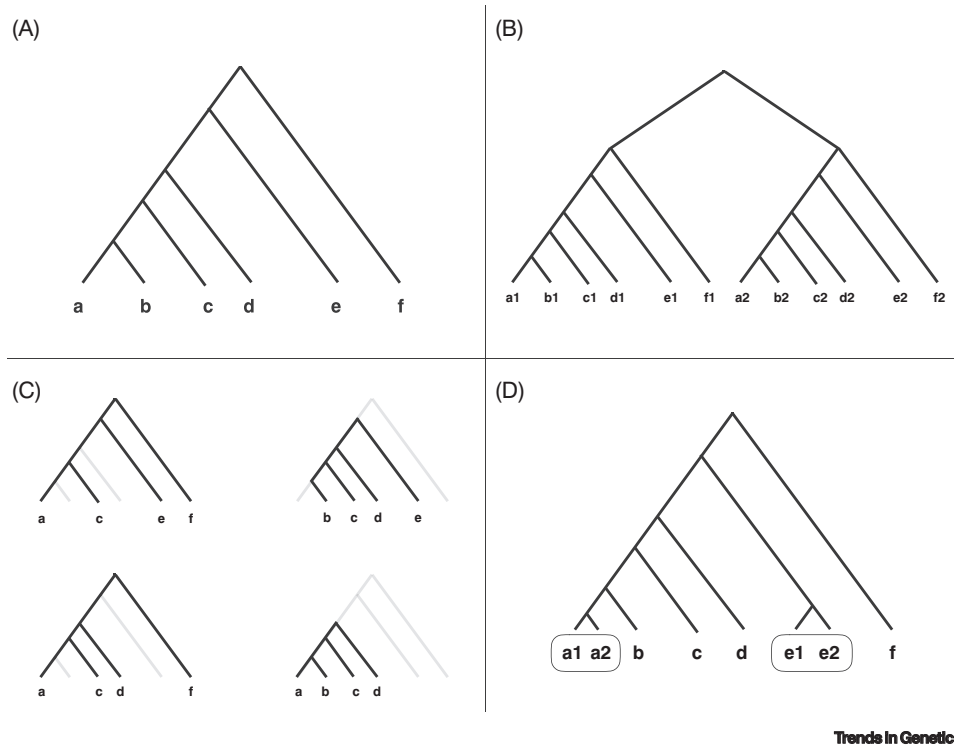 (A)
a b c d e f
(B)
a1 b1 c1 d1 e1 f1 a2 b2 c2 d2 e2 f2
(C)
a c e f
b c d e
a c d f
a b c d
(D)
a1 a2 b c d e1 e2 f
Trends in Genetic